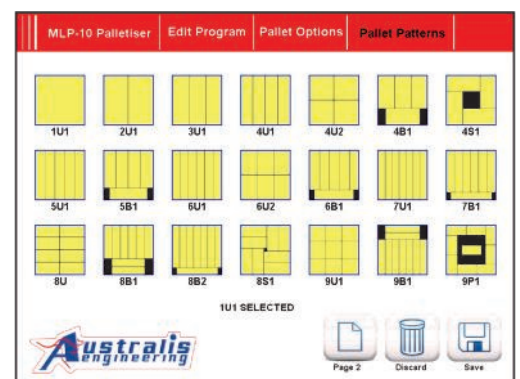 MLP-10 Palletiser Edit Program Pallet Options Pallet Patterns
1U1 2U1 3U1 4U1 4U2 4B1 4S1
5U1 5B1 6U1 6U2 6B1 7U1 7B1
8U 8B1 8B2 8S1 9U1 9B1 9P1
1U1 SELECTED
Australis
engineering
Page 2 Discard Save